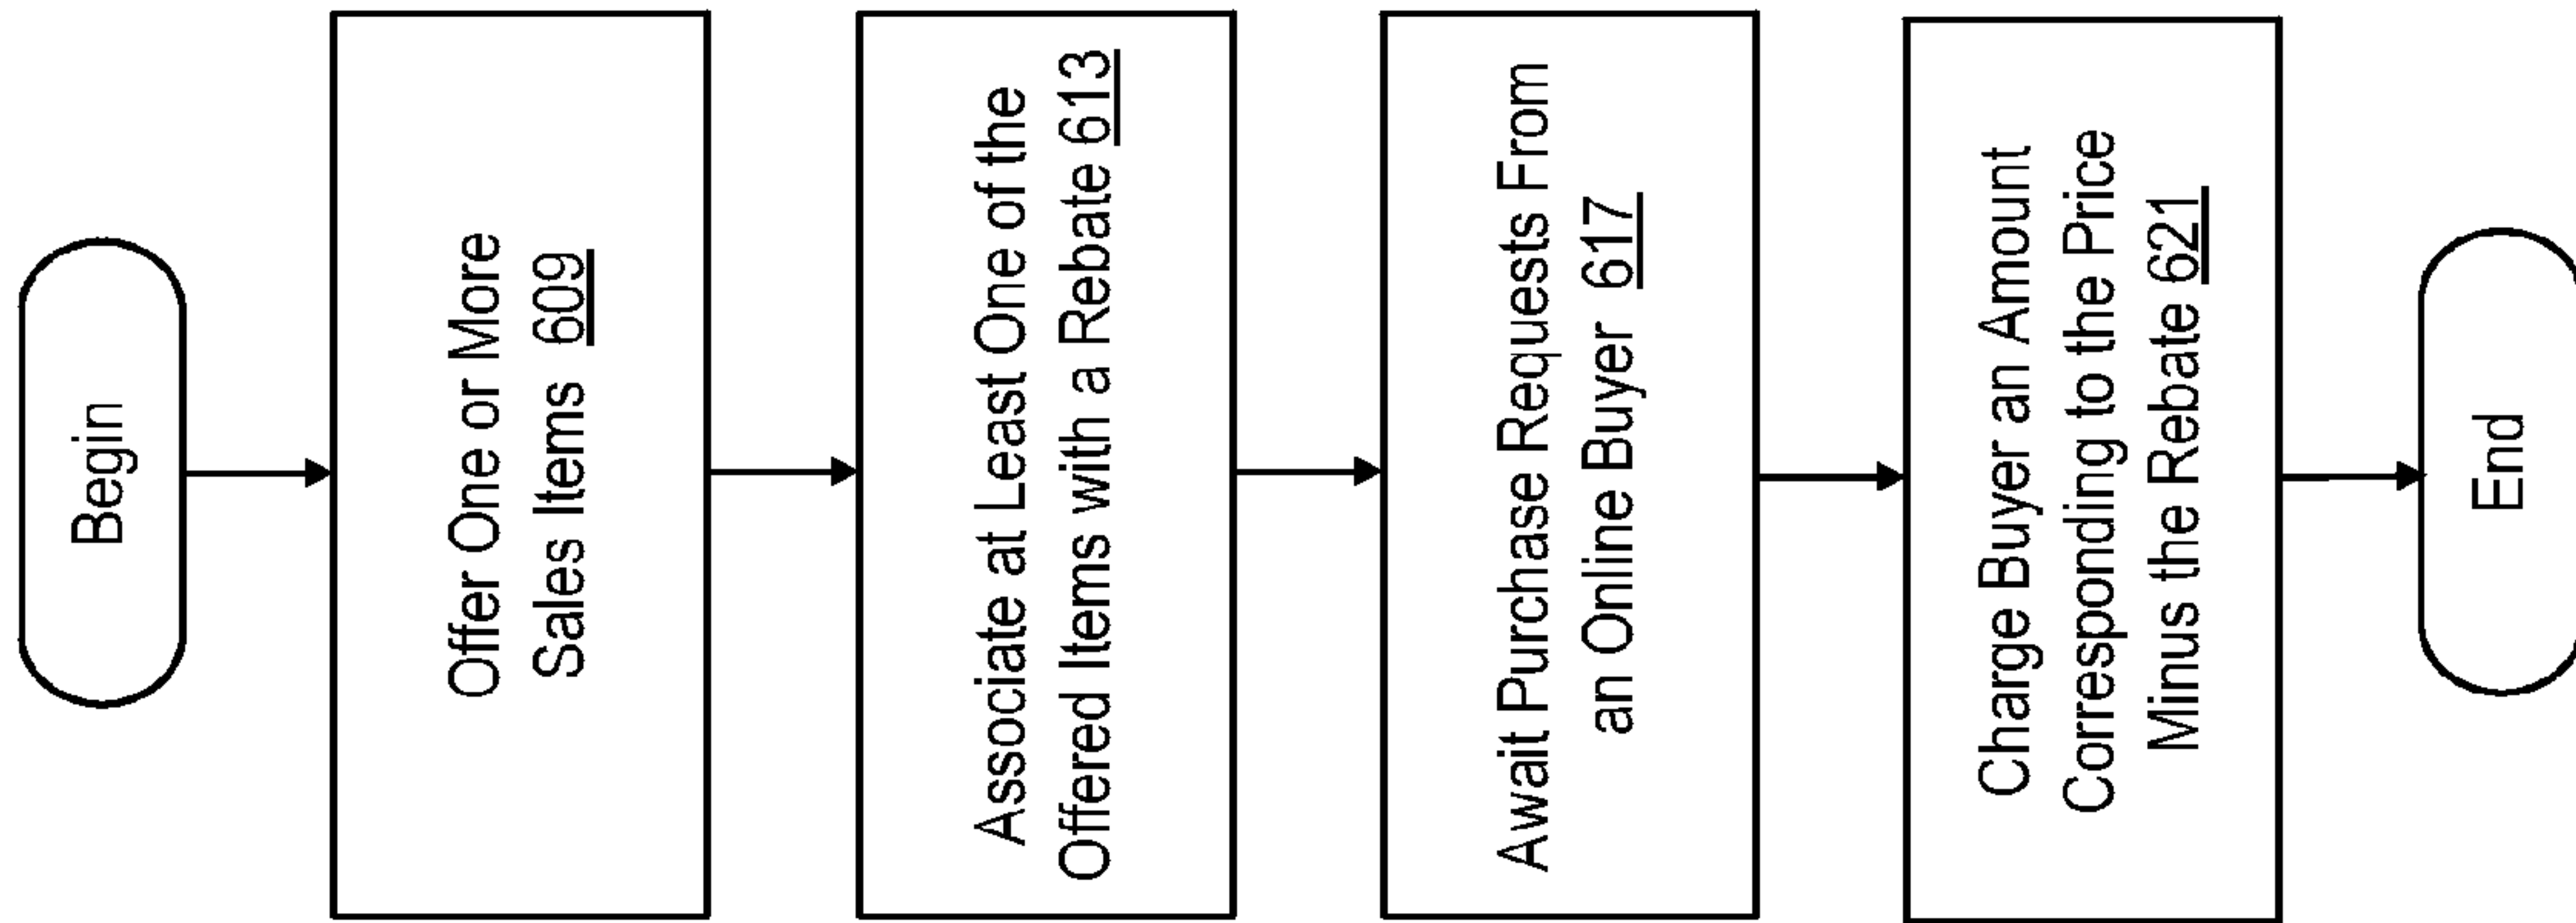 Begin
Offer One or More
Sales Items 609
Associate at Least One of the
Offered Items with a Rebate 613
Await Purchase Requests From
an Online Buyer 617
Charge Buyer an Amount
Corresponding to the Price
Minus the Rebate 621
End